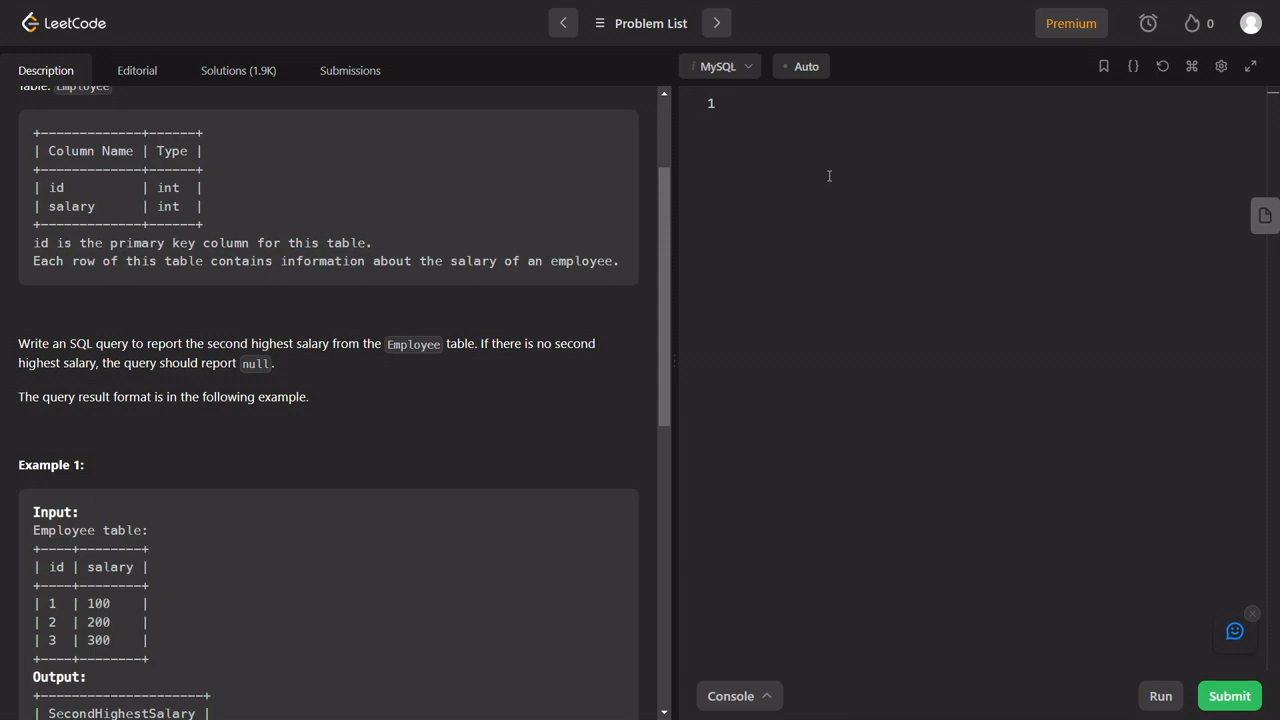 LeetCode
Problem List
Premium
0
Description
Editorial
Solutions (1.9K)
Submissions
MySQL
Auto
Table: Employee
+-------------+------+
| Column Name | Type |
+-------------+------+
| id          | int  |
| salary      | int  |
+-------------+------+
id is the primary key column for this table.
Each row of this table contains information about the salary of an employee.
Write an SQL query to report the second highest salary from the Employee table. If there is no second
highest salary, the query should report null.
The query result format is in the following example.
Example 1:
Input:
Employee table:
+----+--------+
| id | salary |
+----+--------+
| 1  | 100    |
| 2  | 200    |
| 3  | 300    |
+----+--------+
Output:
+---------------------+
| SecondHighestSalary |
1
Console
Run
Submit